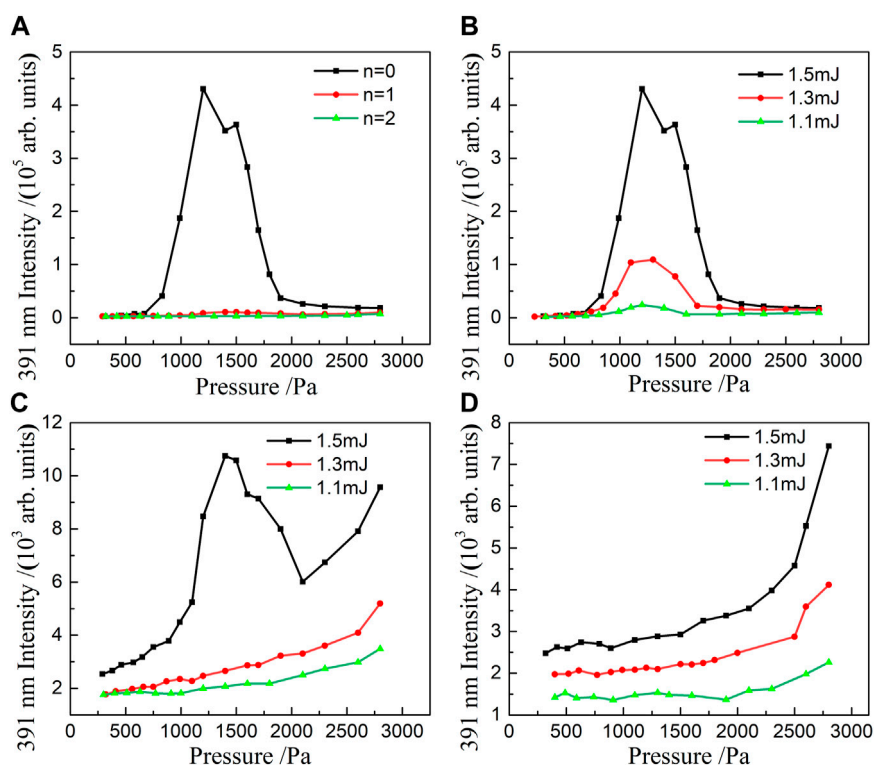 A
391 nm Intensity /(10⁵ arb. units)
5
4
3
2
1
0
n=0
n=1
n=2
0 500 1000 1500 2000 2500 3000
Pressure /Pa
B
391 nm Intensity /(10⁵ arb. units)
5
4
3
2
1
0
1.5mJ
1.3mJ
1.1mJ
0 500 1000 1500 2000 2500 3000
Pressure /Pa
C
391 nm Intensity /(10³ arb. units)
12
10
8
6
4
2
1.5mJ
1.3mJ
1.1mJ
0 500 1000 1500 2000 2500 3000
Pressure /Pa
D
391 nm Intensity /(10³ arb. units)
8
7
6
5
4
3
2
1
1.5mJ
1.3mJ
1.1mJ
0 500 1000 1500 2000 2500 3000
Pressure /Pa